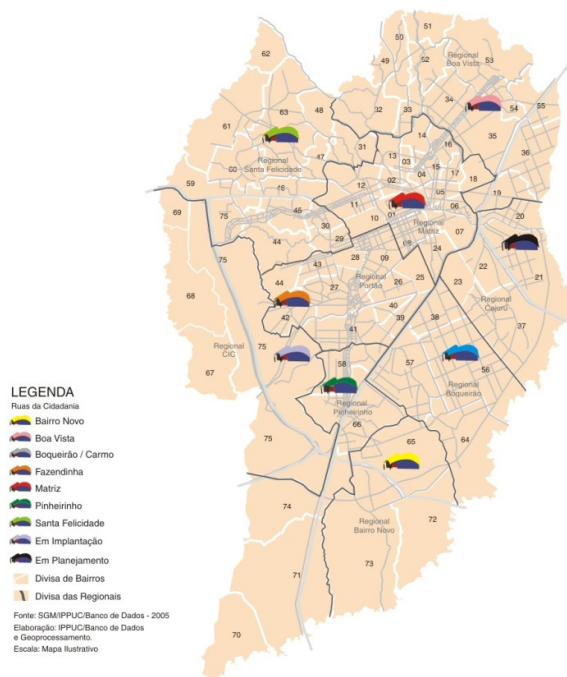 51
50
62
52
Regional
Boa Vista
53
49
34
63
48
32
33
54
55
61
14
35
47
31
16
36
13
03
15
60
Regional
Santa Felicidade
04
17
02
18
59
46
12
05
19
69
11
06
75
45
10
01
Regional
Matriz
20
30
08
07
44
29
24
28
09
22
75
43
Regional
Portão
25
21
23
44
27
26
Regional
Cajuru
68
40
42
39
38
37
41
Regional
CIC
75
58
57
56
67
Regional
Boqueirão
Regional
Pinheirinho
66
65
64
75
74
72
Regional
Bairro Novo
73
71
70
LEGENDA
Ruas da Cidadania
Bairro Novo
Boa Vista
Boqueirão / Carmo
Fazendinha
Matriz
Pinheirinho
Santa Felicidade
Em Implantação
Em Planejamento
Divisa de Bairros
Divisa das Regionais
Fonte: SGM/IPPUC/Banco de Dados - 2005
Elaboração: IPPUC/Banco de Dados
e Geoprocessamento.
Escala: Mapa Ilustrativo